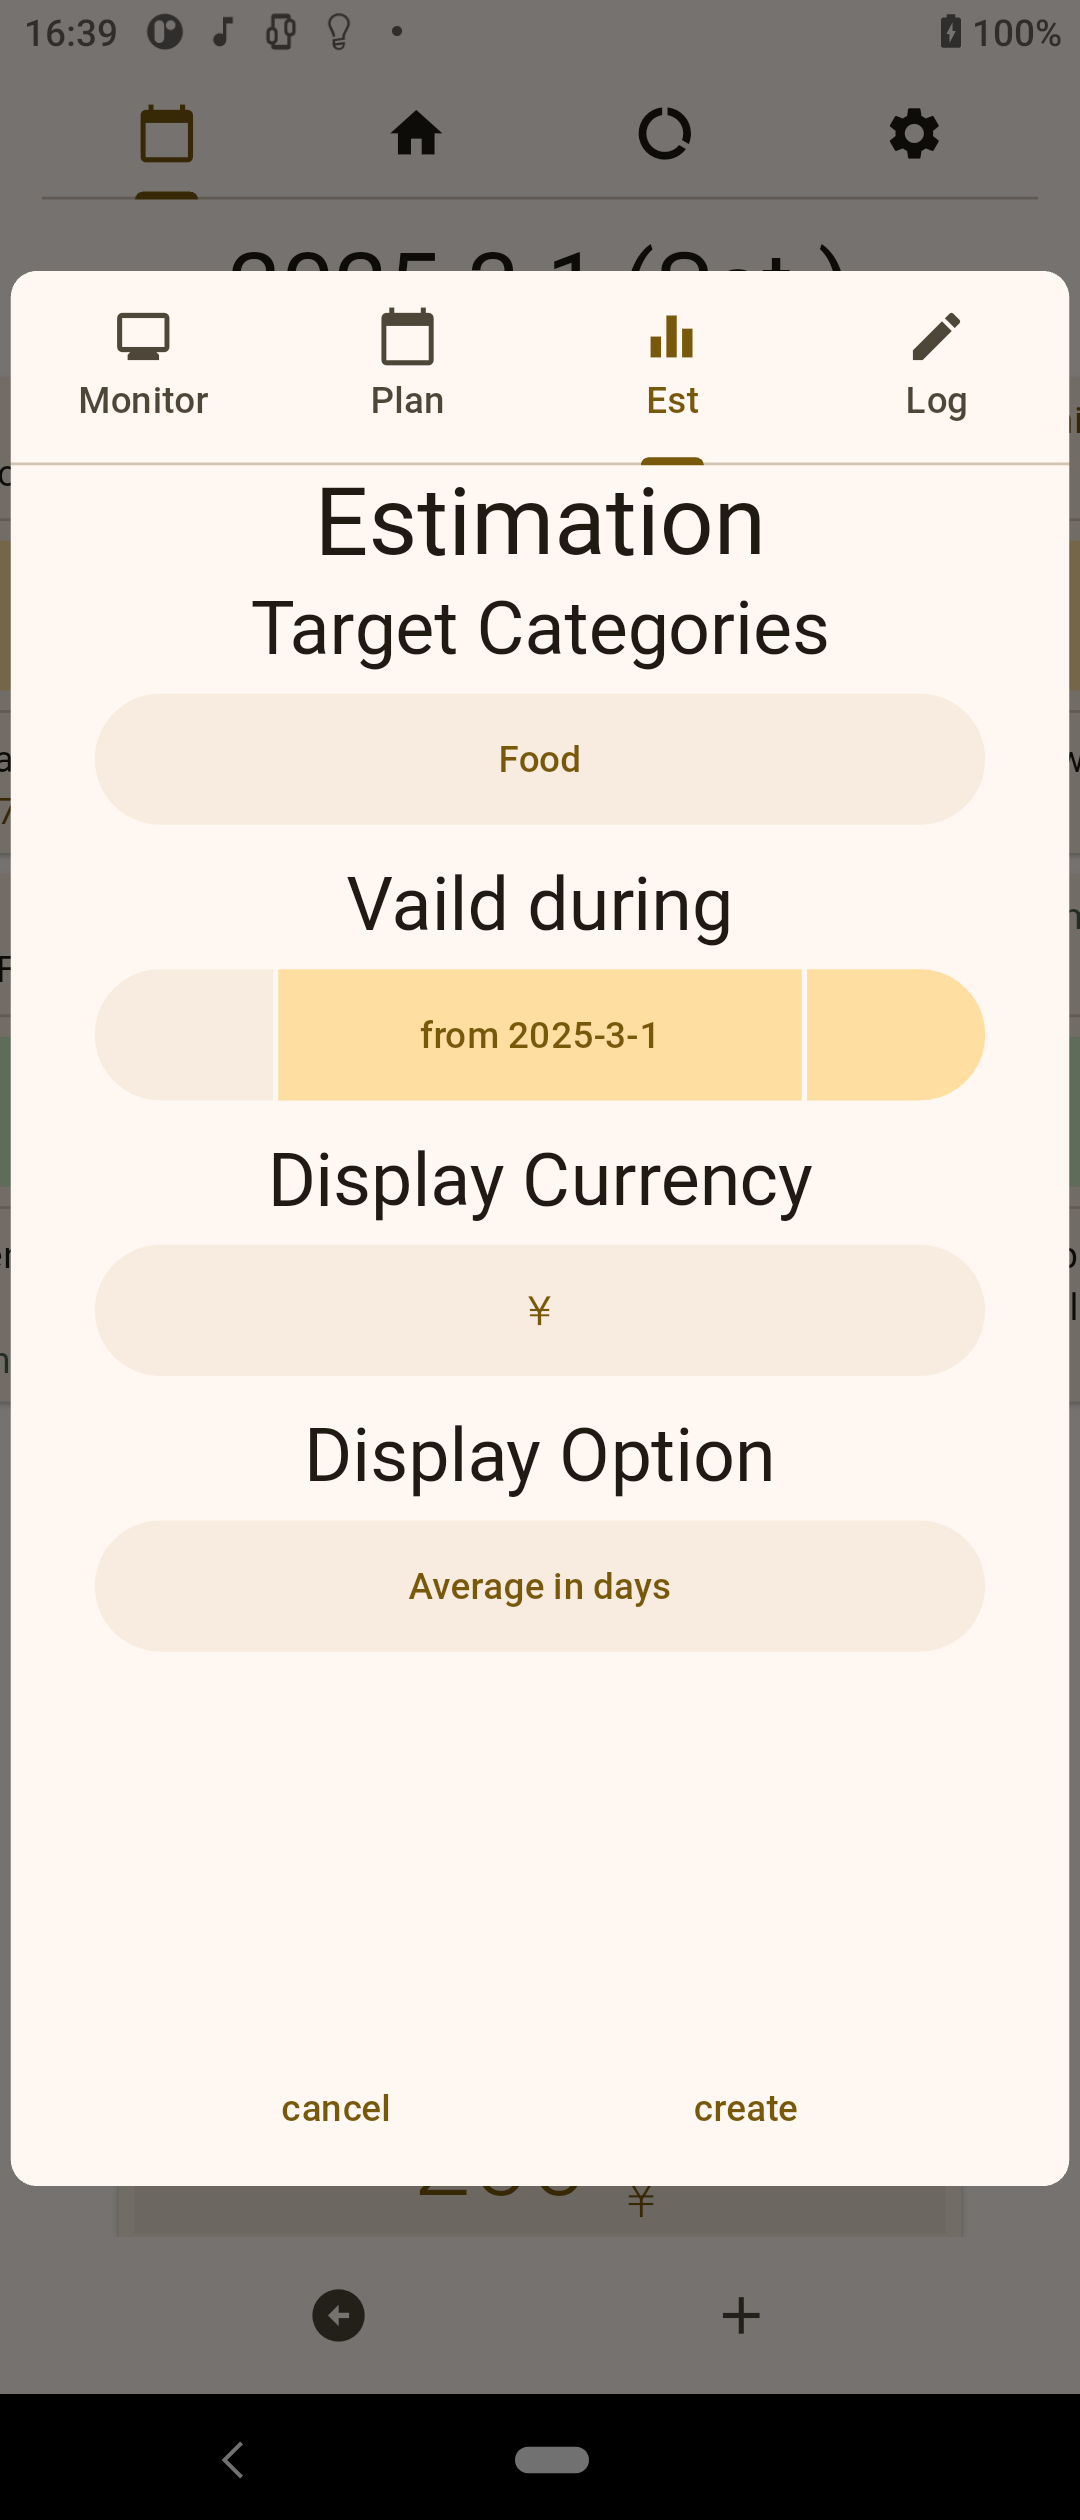 16:39
100%
Monitor
Plan
Est
Log
Estimation
Target Categories
Food
Vaild during
from 2025-3-1
Display Currency
¥
Display Option
Average in days
cancel
create
¥